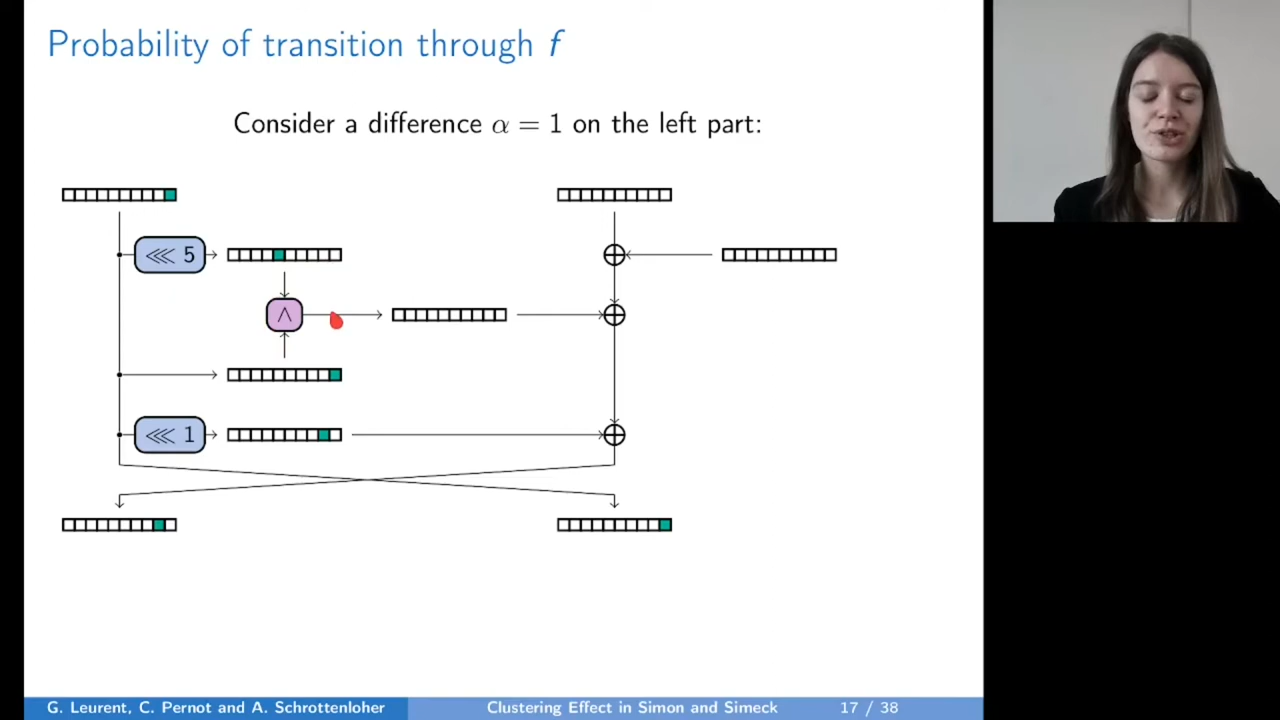 Probability of transition through f
Consider a difference α = 1 on the left part:
⋘ 5
∧
⋘ 1
G. Leurent, C. Pernot and A. Schrottenloher
Clustering Effect in Simon and Simeck
17 / 38